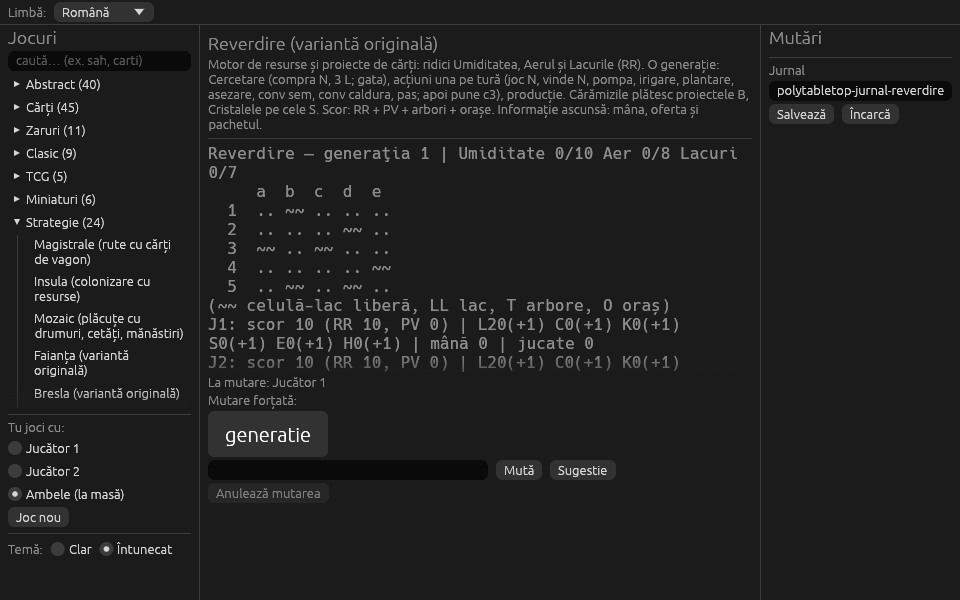 Limbă: Română
Jocuri
caută... (ex. sah, carti)
Abstract (40)
Cărți (45)
Zaruri (11)
Clasic (9)
TCG (5)
Miniaturi (6)
Strategie (24)
Magistrale (rute cu cărți
de vagon)
Insula (colonizare cu
resurse)
Mozaic (plăcuțe cu
drumuri, cetăți, mănăstiri)
Faianța (variantă
originală)
Bresla (variantă originală)
Tu joci cu:
Jucător 1
Jucător 2
Ambele (la masă)
Joc nou
Temă: Clar Întunecat
Reverdire (variantă originală)
Motor de resurse și proiecte de cărți: ridici Umiditatea, Aerul și Lacurile (RR). O generație:
Cercetare (compra N, 3 L; gata), acțiuni una pe tură (joc N, vinde N, pompa, irigare, plantare,
asezare, conv sem, conv caldura, pas; apoi pune c3), producție. Cărămizile plătesc proiectele B,
Cristalele pe cele S. Scor: RR + PV + arbori + orașe. Informație ascunsă: mâna, oferta și
pachetul.
Reverdire — generaţia 1 | Umiditate 0/10 Aer 0/8 Lacuri
0/7
a b c d e
1 .. ~~ .. .. ..
2 .. .. .. ~~ ..
3 ~~ .. ~~ .. ..
4 .. .. .. .. ~~
5 .. ~~ .. ~~ ..
(~~ celulă-lac liberă, LL lac, T arbore, O oraş)
J1: scor 10 (RR 10, PV 0) | L20(+1) C0(+1) K0(+1)
S0(+1) E0(+1) H0(+1) | mână 0 | jucate 0
J2: scor 10 (RR 10, PV 0) | L20(+1) C0(+1) K0(+1)
La mutare: Jucător 1
Mutare forțată:
generatie
Mută Sugestie
Anulează mutarea
Mutări
Jurnal
polytabletop-jurnal-reverdire
Salvează Încarcă